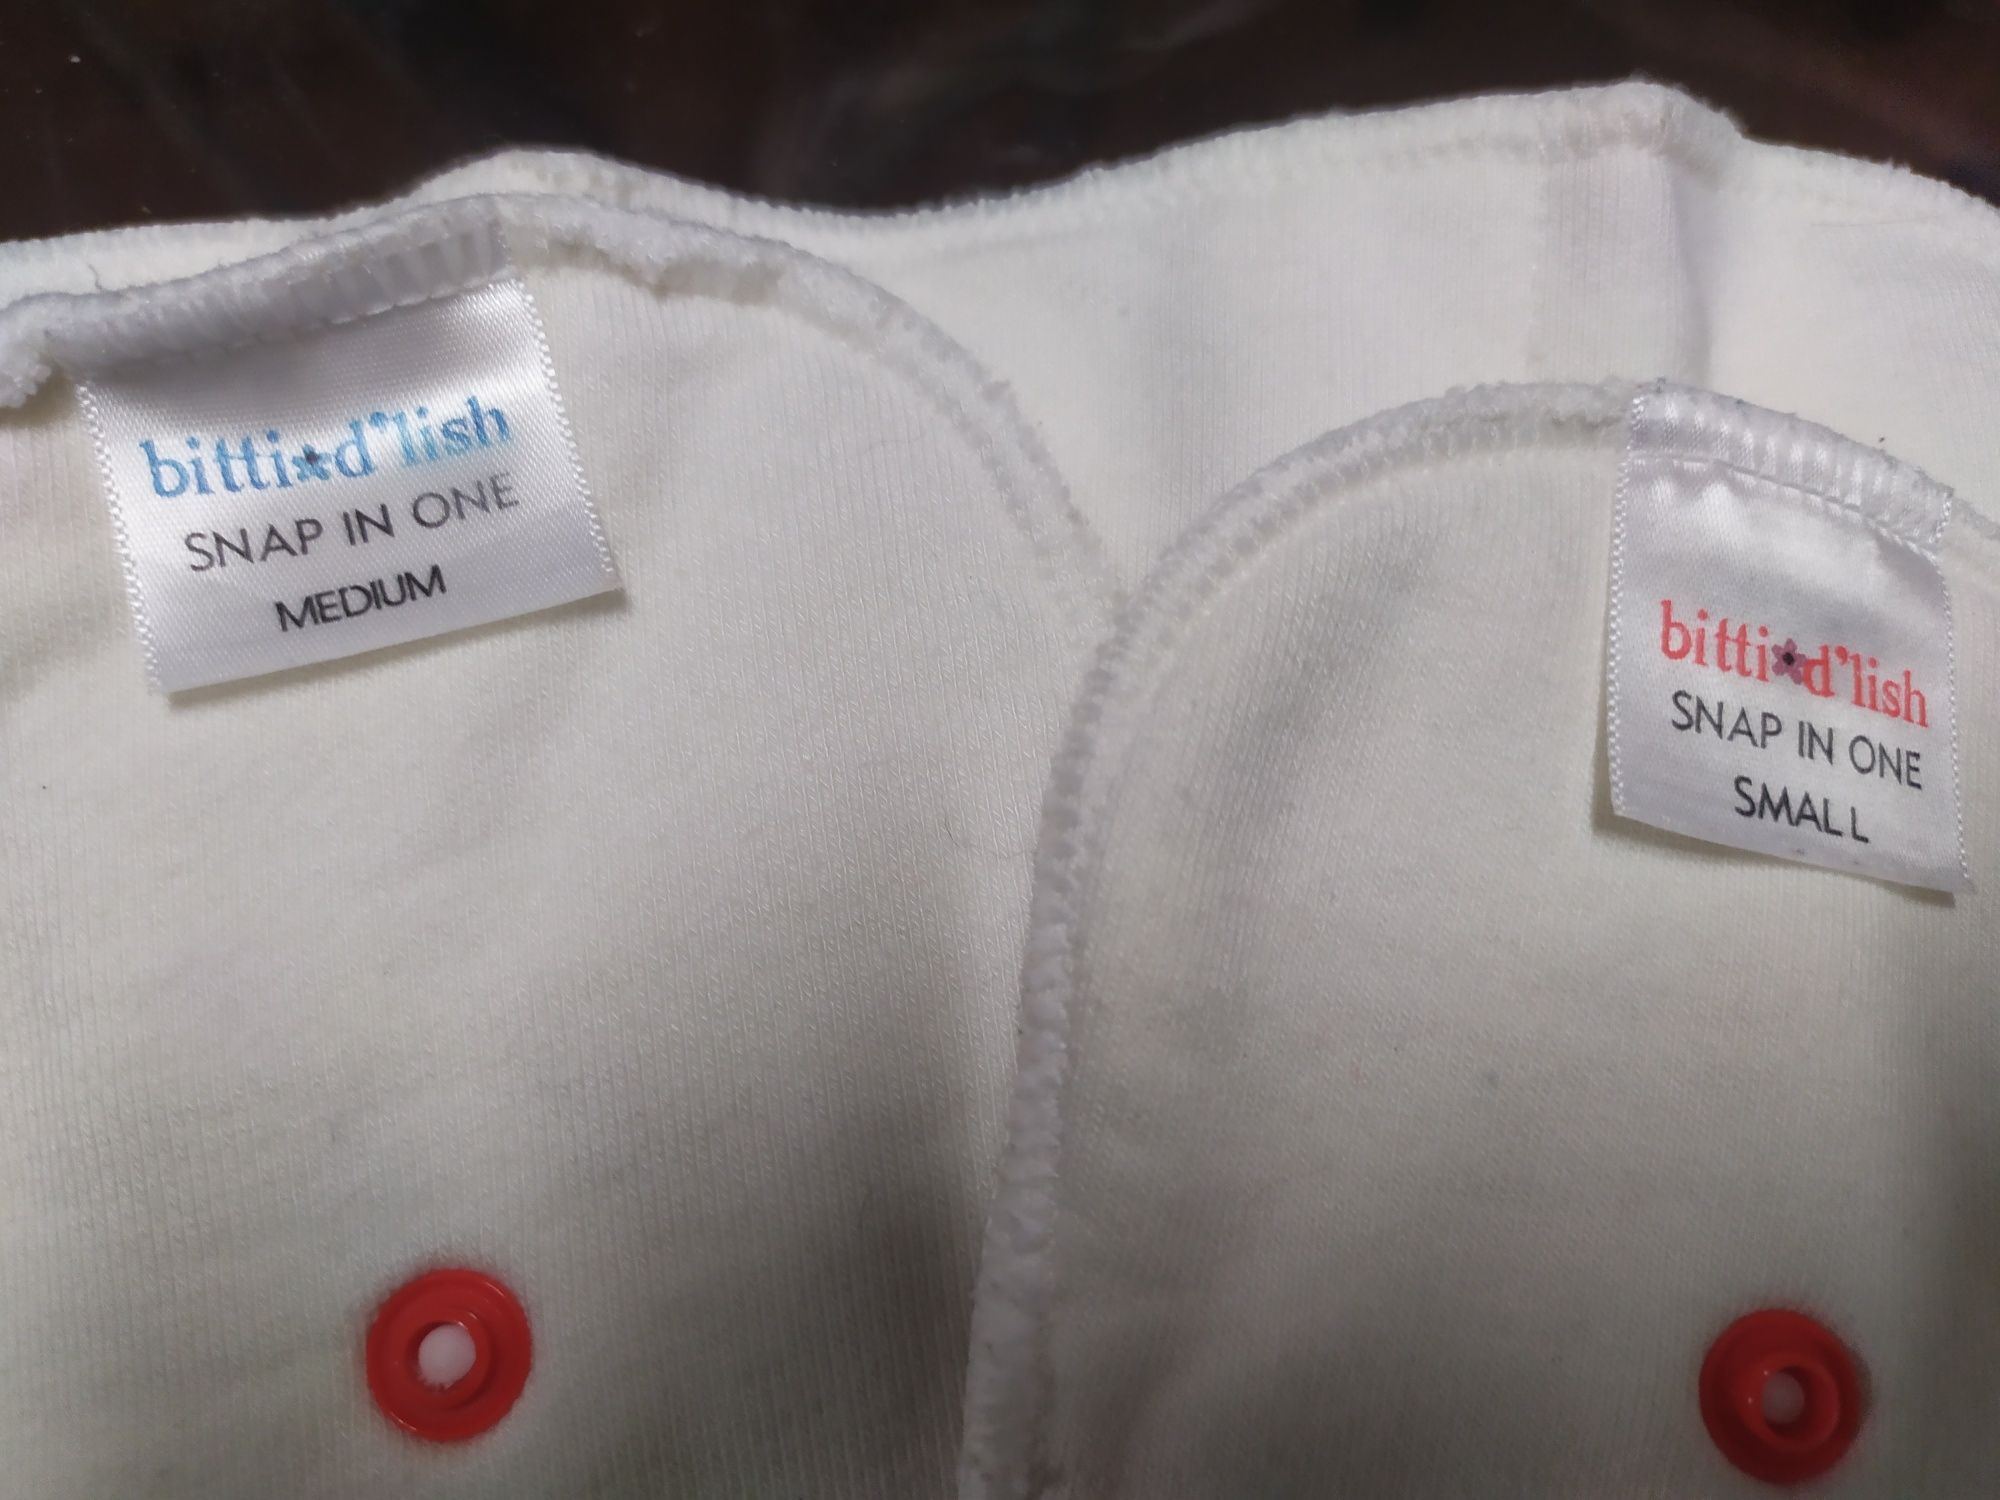 bitti d'lish
SNAP IN ONE
MEDIUM
bitti d'lish
SNAP IN ONE
SMALL